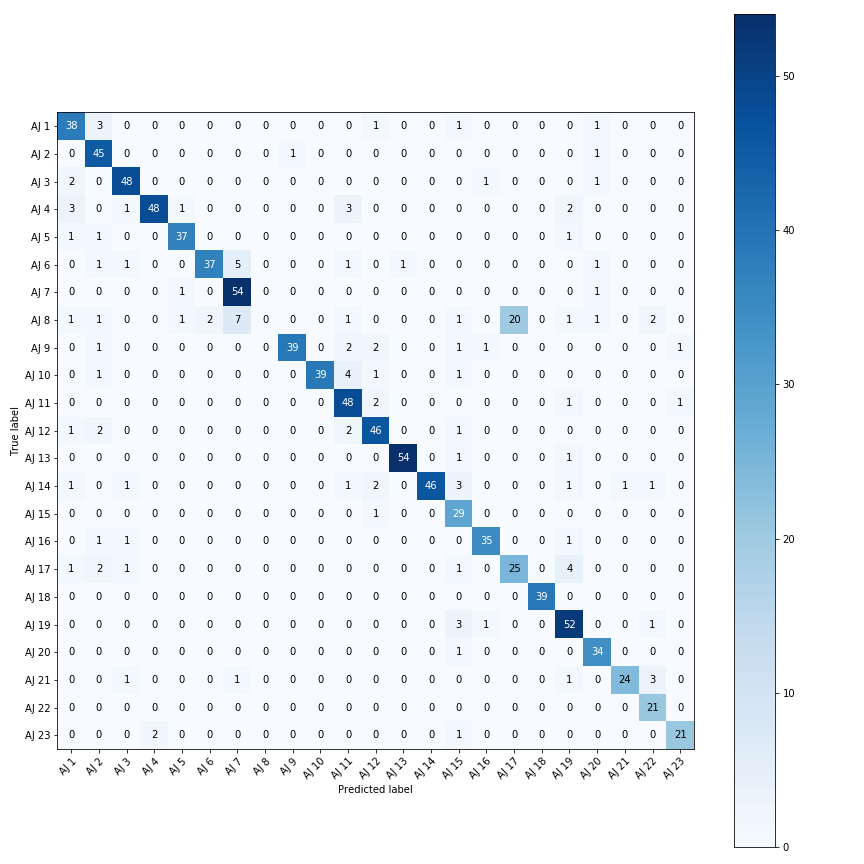 AJ 1 38 3 0 0 0 0 0 0 0 0 0 1 0 0 1 0 0 0 0 1 0 0 0
AJ 2 0 45 0 0 0 0 0 0 1 0 0 0 0 0 0 0 0 0 0 1 0 0 0
AJ 3 2 0 48 0 0 0 0 0 0 0 0 0 0 0 0 1 0 0 0 1 0 0 0
AJ 4 3 0 1 48 1 0 0 0 0 0 3 0 0 0 0 0 0 0 2 0 0 0 0
AJ 5 1 1 0 0 37 0 0 0 0 0 0 0 0 0 0 0 0 0 1 0 0 0 0
AJ 6 0 1 1 0 0 37 5 0 0 0 1 0 1 0 0 0 0 0 0 1 0 0 0
AJ 7 0 0 0 0 1 0 54 0 0 0 0 0 0 0 0 0 0 0 0 1 0 0 0
AJ 8 1 1 0 0 1 2 7 0 0 0 1 0 0 0 1 0 20 0 1 1 0 2 0
AJ 9 0 1 0 0 0 0 0 0 39 0 2 2 0 0 1 1 0 0 0 0 0 0 1
AJ 10 0 1 0 0 0 0 0 0 0 39 4 1 0 0 1 0 0 0 0 0 0 0 0
AJ 11 0 0 0 0 0 0 0 0 0 0 48 2 0 0 0 0 0 0 1 0 0 0 1
AJ 12 1 2 0 0 0 0 0 0 0 0 2 46 0 0 1 0 0 0 0 0 0 0 0
AJ 13 0 0 0 0 0 0 0 0 0 0 0 0 54 0 1 0 0 0 1 0 0 0 0
AJ 14 1 0 1 0 0 0 0 0 0 0 1 2 0 46 3 0 0 0 1 0 1 1 0
AJ 15 0 0 0 0 0 0 0 0 0 0 0 1 0 0 29 0 0 0 0 0 0 0 0
AJ 16 0 1 1 0 0 0 0 0 0 0 0 0 0 0 0 35 0 0 1 0 0 0 0
AJ 17 1 2 1 0 0 0 0 0 0 0 0 0 0 0 1 0 25 0 4 0 0 0 0
AJ 18 0 0 0 0 0 0 0 0 0 0 0 0 0 0 0 0 0 39 0 0 0 0 0
AJ 19 0 0 0 0 0 0 0 0 0 0 0 0 0 0 3 1 0 0 52 0 0 1 0
AJ 20 0 0 0 0 0 0 0 0 0 0 0 0 0 0 1 0 0 0 0 34 0 0 0
AJ 21 0 0 1 0 0 0 1 0 0 0 0 0 0 0 0 0 0 0 1 0 24 3 0
AJ 22 0 0 0 0 0 0 0 0 0 0 0 0 0 0 0 0 0 0 0 0 0 21 0
AJ 23 0 0 0 2 0 0 0 0 0 0 0 0 0 0 1 0 0 0 0 0 0 0 21
AJ 1 AJ 2 AJ 3 AJ 4 AJ 5 AJ 6 AJ 7 AJ 8 AJ 9 AJ 10 AJ 11 AJ 12 AJ 13 AJ 14 AJ 15 AJ 16 AJ 17 AJ 18 AJ 19 AJ 20 AJ 21 AJ 22 AJ 23
Predicted label
True label
50
40
30
20
10
0